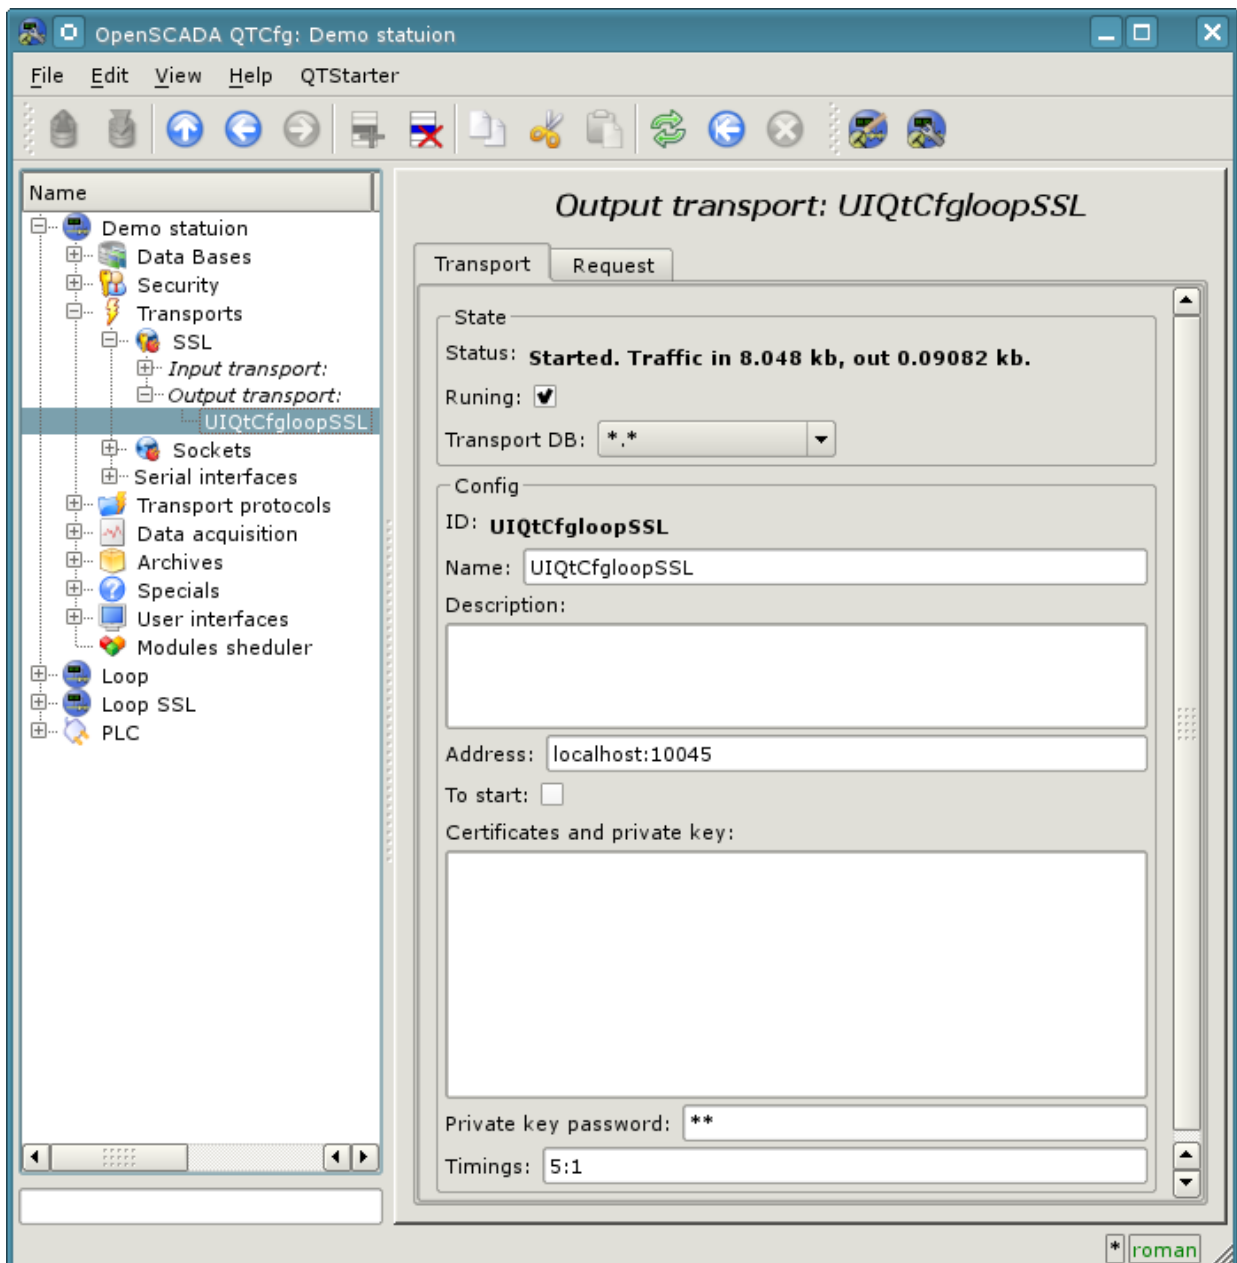 OpenSCADA QTCfg: Demo statuion
File Edit View Help QTStarter
Name
Demo statuion
Data Bases
Security
Transports
SSL
Input transport:
Output transport:
UIQtCfgloopSSL
Sockets
Serial interfaces
Transport protocols
Data acquisition
Archives
Specials
User interfaces
Modules sheduler
Loop
Loop SSL
PLC
Output transport: UIQtCfgloopSSL
Transport Request
State
Status: Started. Traffic in 8.048 kb, out 0.09082 kb.
Runing:
Transport DB: *.*
Config
ID: UIQtCfgloopSSL
Name: UIQtCfgloopSSL
Description:
Address: localhost:10045
To start:
Certificates and private key:
Private key password: **
Timings: 5:1
* roman